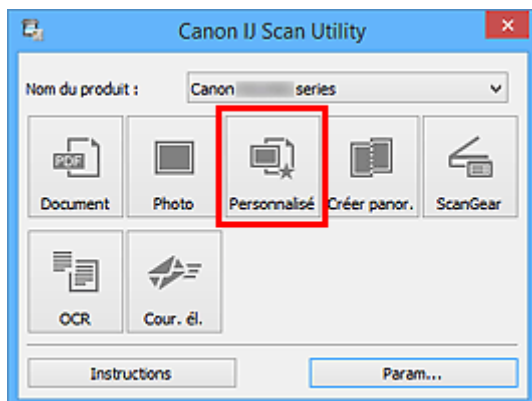 Canon IJ Scan Utility
Nom du produit : Canon series
PDF
Document Photo Personnalisé Créer panor. ScanGear
OCR Cour. él.
Instructions Param...